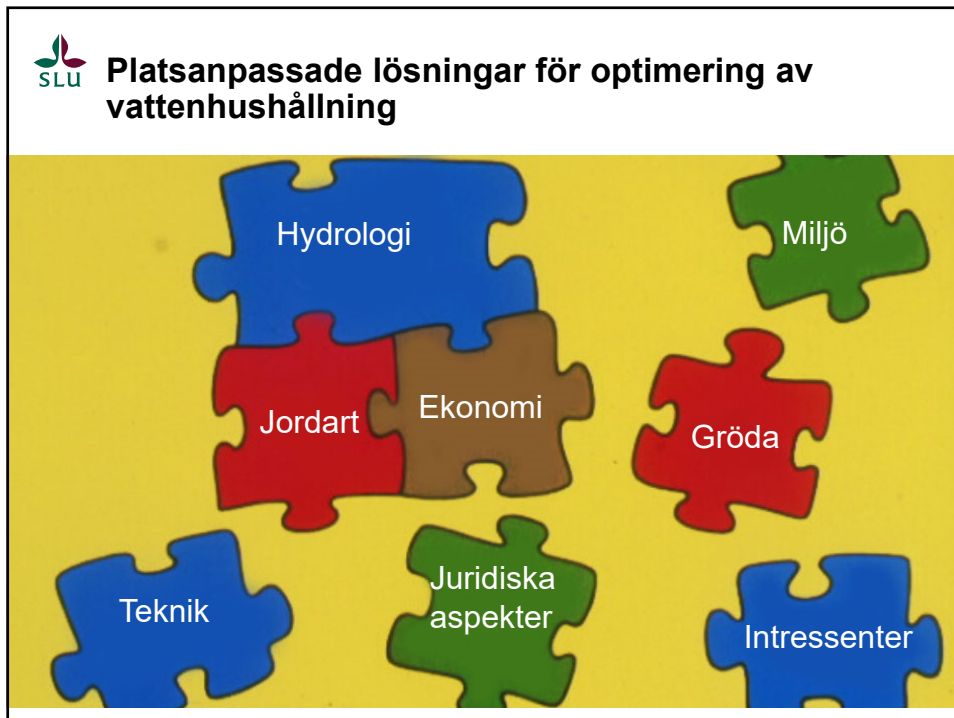 SLU
Platsanpassade lösningar för optimering av
vattenhushållning
Hydrologi
Miljö
Jordart
Ekonomi
Gröda
Teknik
Juridiska
aspekter
Intressenter